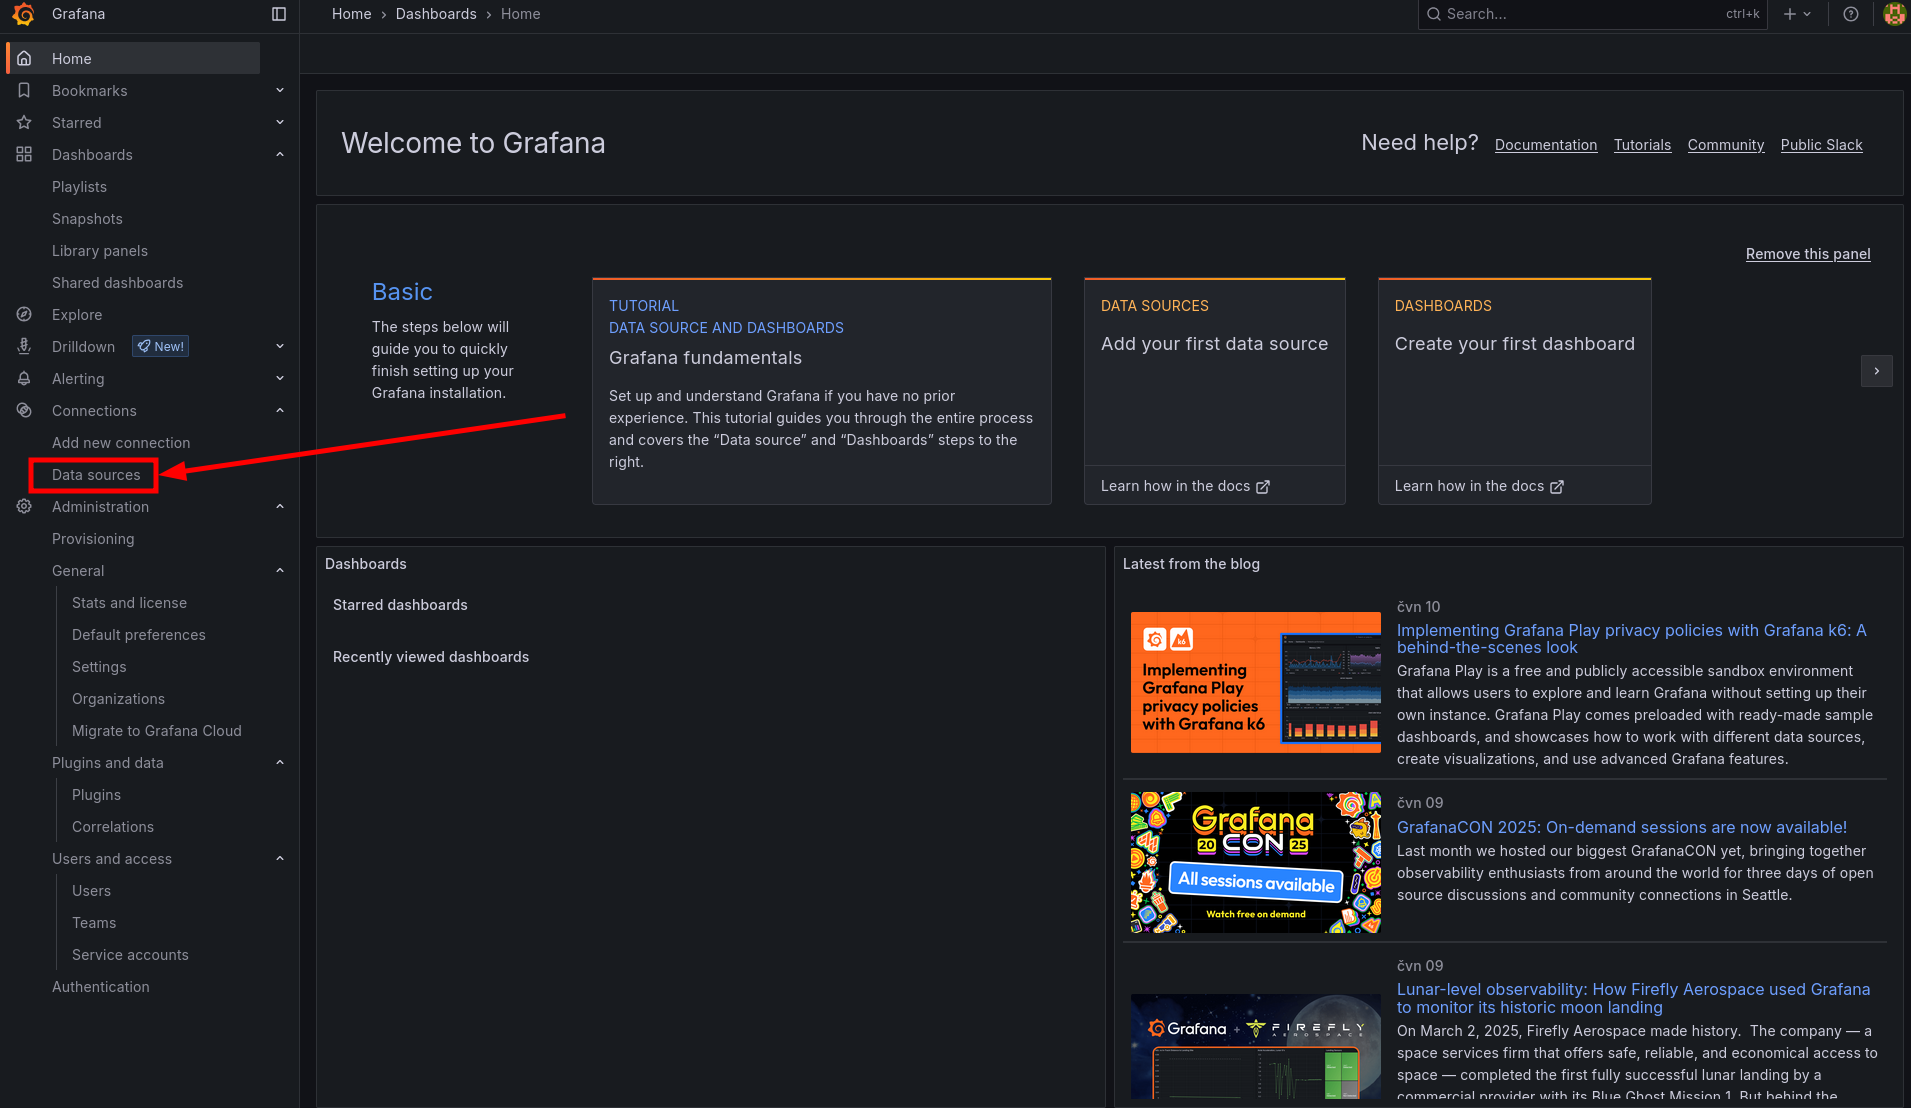 Grafana
Home › Dashboards › Home
Search...
ctrl+k
Home
Bookmarks
Starred
Dashboards
Playlists
Snapshots
Library panels
Shared dashboards
Explore
Drilldown New!
Alerting
Connections
Add new connection
Data sources
Administration
Provisioning
General
Stats and license
Default preferences
Settings
Organizations
Migrate to Grafana Cloud
Plugins and data
Plugins
Correlations
Users and access
Users
Teams
Service accounts
Authentication
Welcome to Grafana
Need help? Documentation Tutorials Community Public Slack
Remove this panel
Basic
The steps below will
guide you to quickly
finish setting up your
Grafana installation.
TUTORIAL
DATA SOURCE AND DASHBOARDS
Grafana fundamentals
Set up and understand Grafana if you have no prior
experience. This tutorial guides you through the entire process
and covers the “Data source” and “Dashboards” steps to the
right.
DATA SOURCES
Add your first data source
Learn how in the docs
DASHBOARDS
Create your first dashboard
Learn how in the docs
Dashboards
Starred dashboards
Recently viewed dashboards
Latest from the blog
k6
Implementing
Grafana Play
privacy policies
with Grafana k6
čvn 10
Implementing Grafana Play privacy policies with Grafana k6: A
behind-the-scenes look
Grafana Play is a free and publicly accessible sandbox environment
that allows users to explore and learn Grafana without setting up their
own instance. Grafana Play comes preloaded with ready-made sample
dashboards, and showcases how to work with different data sources,
create visualizations, and use advanced Grafana features.
Grafana
20 CON 25
All sessions available
Watch free on demand
čvn 09
GrafanaCON 2025: On-demand sessions are now available!
Last month we hosted our biggest GrafanaCON yet, bringing together
observability enthusiasts from around the world for three days of open
source discussions and community connections in Seattle.
Grafana + FIREFLY
AEROSPACE
čvn 09
Lunar-level observability: How Firefly Aerospace used Grafana
to monitor its historic moon landing
On March 2, 2025, Firefly Aerospace made history. The company — a
space services firm that offers safe, reliable, and economical access to
space — completed the first fully successful lunar landing by a
commercial provider with its Blue Ghost Mission 1. But behind the